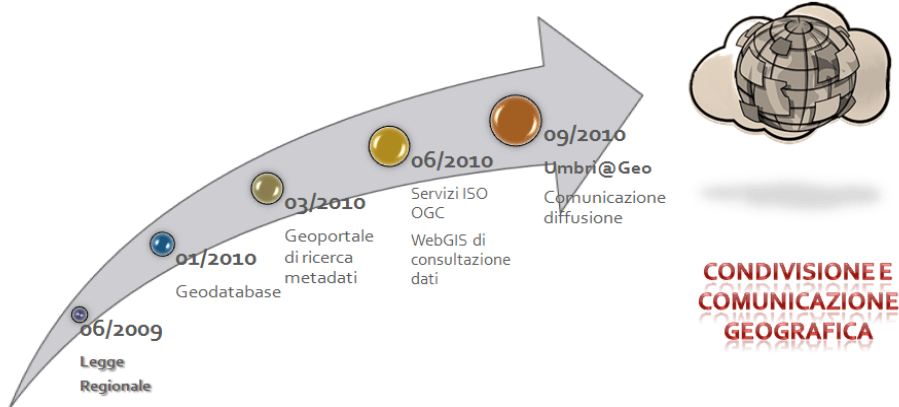 06/2009
Legge
Regionale
01/2010
Geodatabase
03/2010
Geoportale
di ricerca
metadati
06/2010
Servizi ISO
OGC
WebGIS di
consultazione
dati
09/2010
Umbri@Geo
Comunicazione
diffusione
CONDIVISIONE E
COMUNICAZIONE
GEOGRAFICA